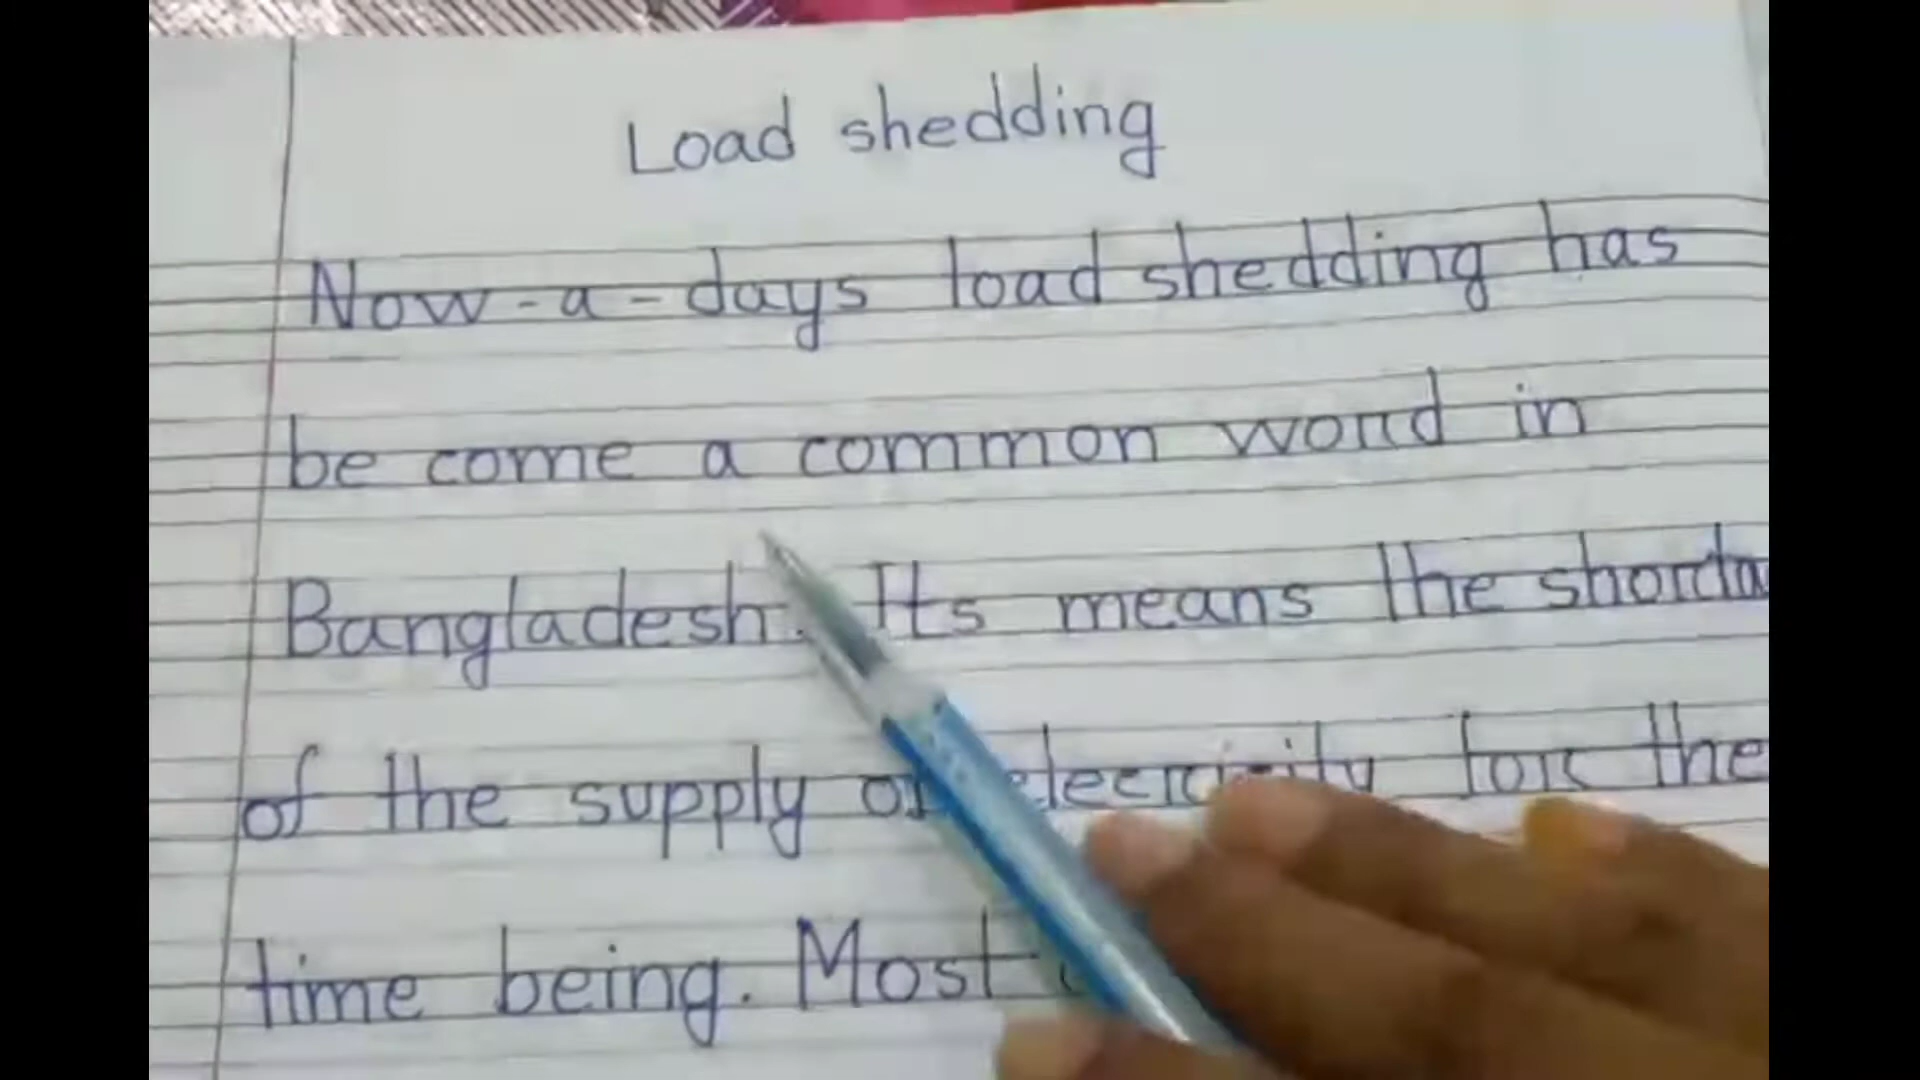 Load shedding
Now-a-days load shedding has
be come a common word in
Bangladesh. Its means the
of the supply of for the
time being. Most